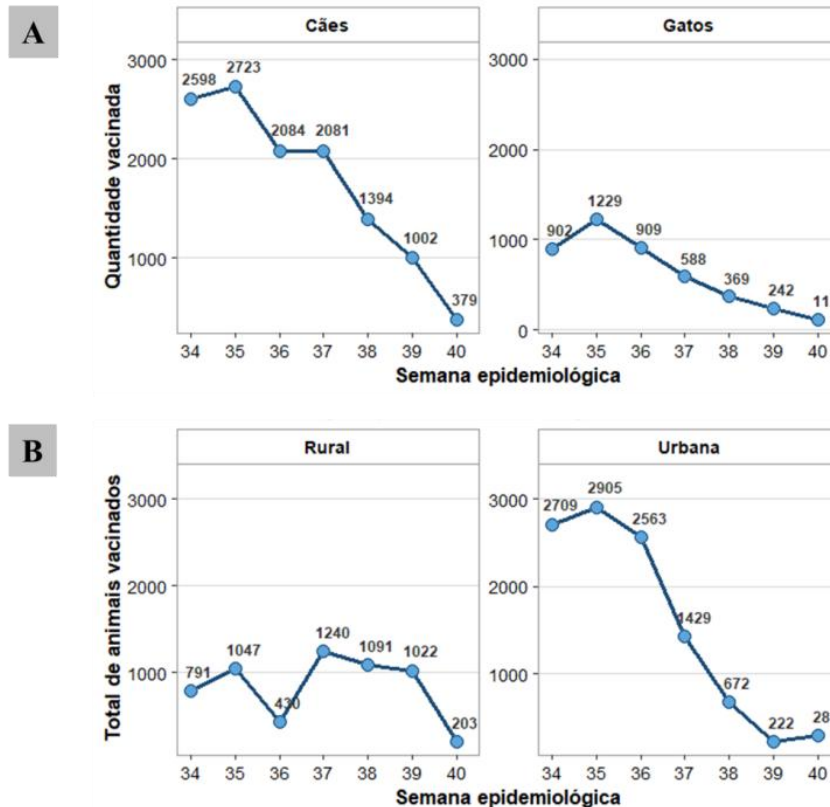 A
Cães
Gatos
Quantidade vacinada
3000
2000
1000
2598
2723
2084
2081
1394
1002
379
34 35 36 37 38 39 40
3000
2000
1000
0
902
1229
909
588
369
242
11
34 35 36 37 38 39 40
Semana epidemiológica
B
Rural
Urbana
Total de animais vacinados
3000
2000
1000
791
1047
430
1240
1091
1022
203
34 35 36 37 38 39 40
3000
2000
1000
2709
2905
2563
1429
672
222
28
34 35 36 37 38 39 40
Semana epidemiológica